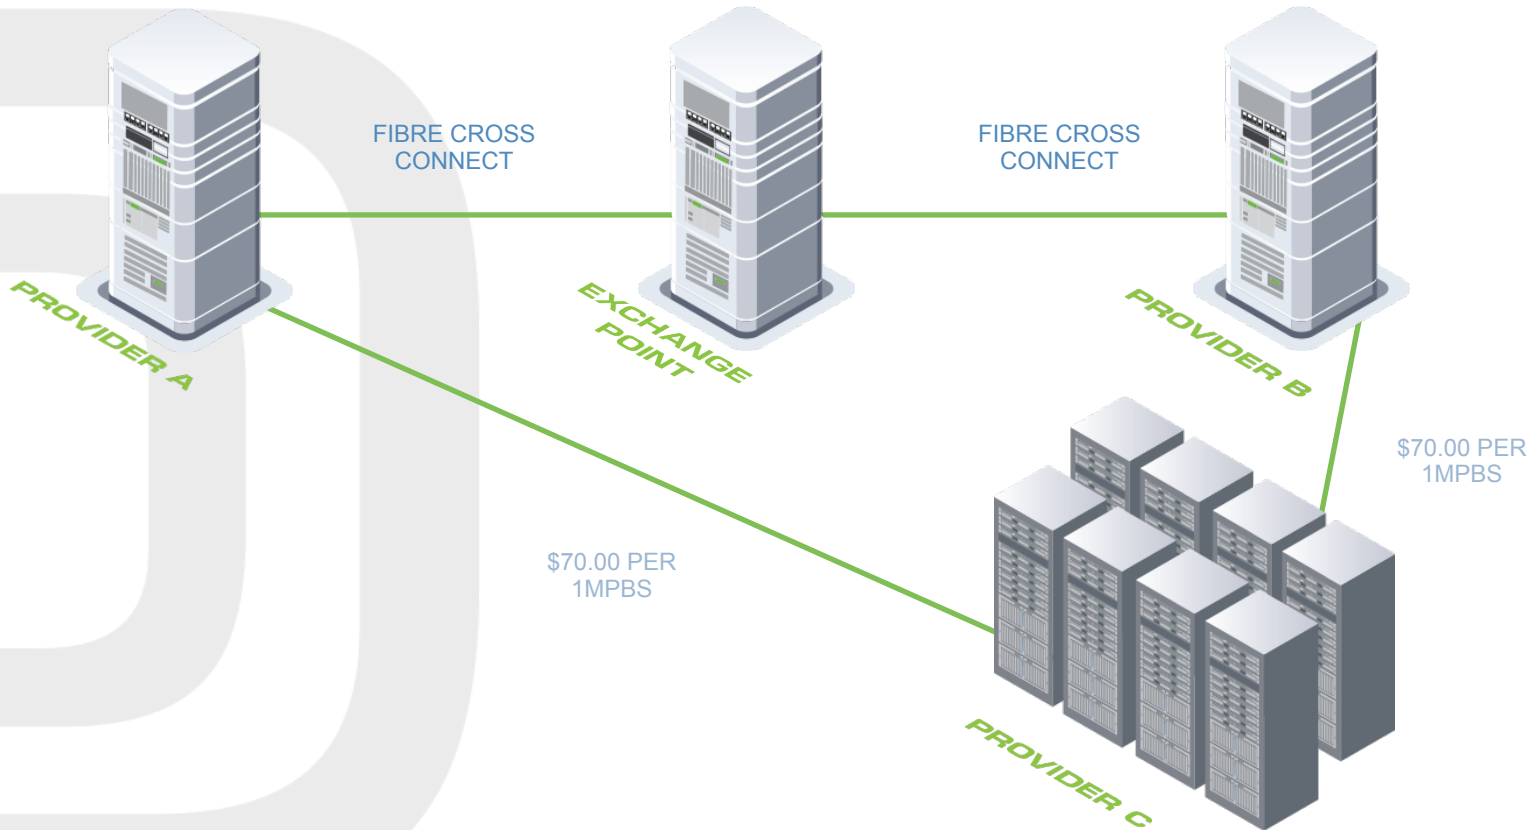 FIBRE CROSS
CONNECT
FIBRE CROSS
CONNECT
PROVIDER A
EXCHANGE
POINT
PROVIDER B
$70.00 PER
1MPBS
$70.00 PER
1MPBS
PROVIDER C